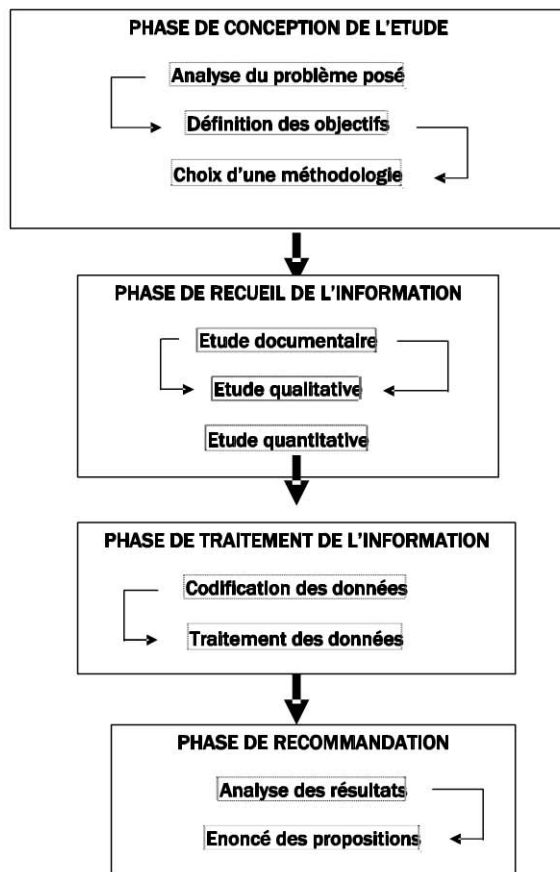 PHASE DE CONCEPTION DE L'ETUDE
Analyse du problème posé
Définition des objectifs
Choix d'une méthodologie
PHASE DE RECUEIL DE L'INFORMATION
Etude documentaire
Etude qualitative
Etude quantitative
PHASE DE TRAITEMENT DE L'INFORMATION
Codification des données
Traitement des données
PHASE DE RECOMMANDATION
Analyse des résultats
Enoncé des propositions